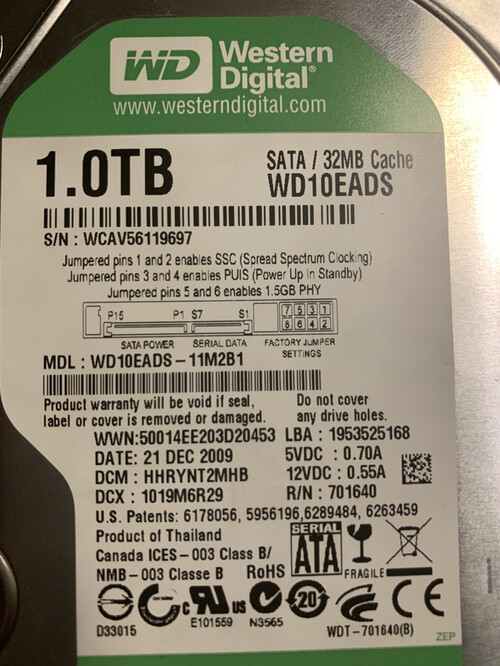 WD Western
Digital®
www.westerndigital.com
1.0TB SATA / 32MB Cache
WD10EADS
S/N : WCAV56119697
Jumpered pins 1 and 2 enables SSC (Spread Spectrum Clocking)
Jumpered pins 3 and 4 enables PUIS (Power Up In Standby)
Jumpered pins 5 and 6 enables 1.5GB PHY
P15 P1 S7 S1 7 5 3 1
8 6 4 2
SATA POWER SERIAL DATA FACTORY JUMPER
SETTINGS
MDL : WD10EADS-11M2B1
Product warranty will be void if seal,
label or cover is removed or damaged.
Do not cover
any drive holes.
WWN:50014EE203D20453 LBA : 1953525168
DATE: 21 DEC 2009 5VDC : 0.70A
DCM : HHRYNT2MHB 12VDC : 0.55A
DCX : 1019M6R29 R/N : 701640
U.S. Patents: 6178056, 5956196,6289484, 6263459
Product of Thailand
Canada ICES-003 Class B/
NMB-003 Classe B RoHS
SERIAL
ATA
FRAGILE
c RU us 20 CE
D33015 E101559 N3565 WDT-701640(B)
ZEP